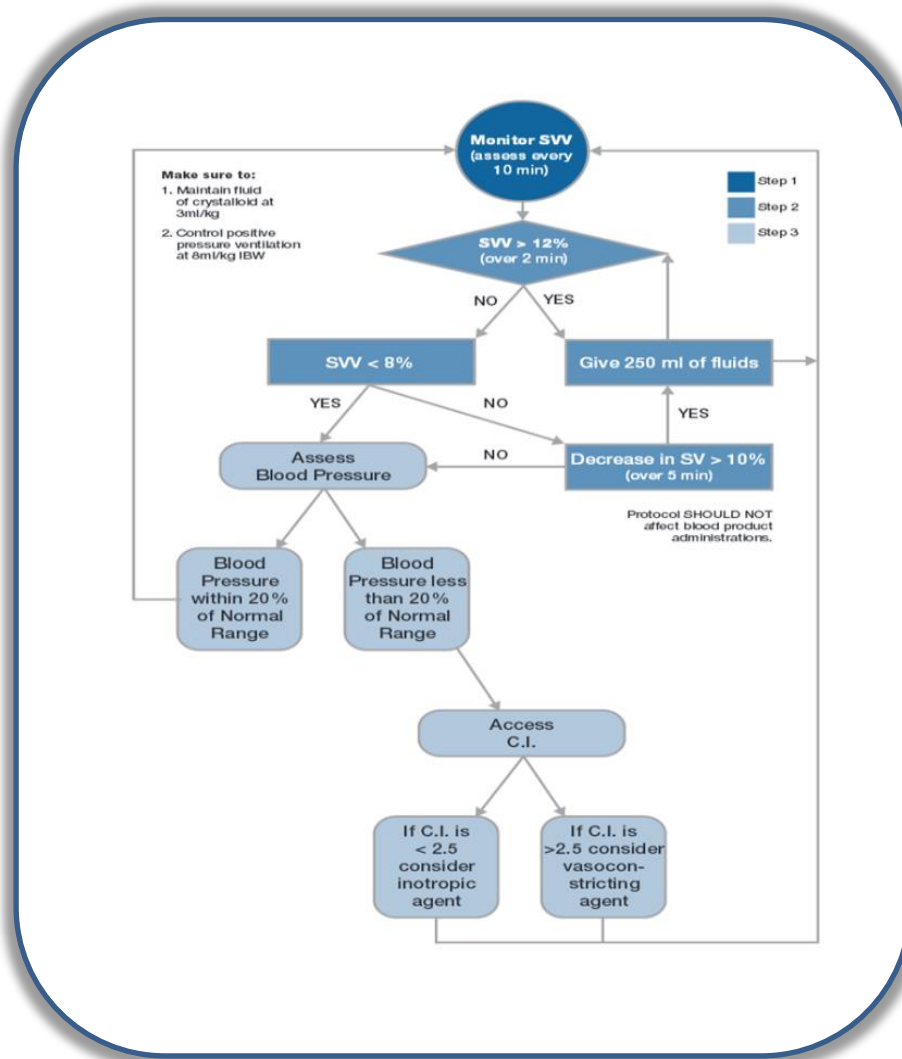 Monitor SVV
(assess every
10 min)
Make sure to:
1. Maintain fluid
of crystalloid at
3ml/kg
2. Control positive
pressure ventilation
at 8ml/kg IBW
Step 1
Step 2
Step 3
SVV > 12%
(over 2 min)
NO
YES
SVV < 8%
Give 250 ml of fluids
YES
NO
YES
Assess
Blood Pressure
NO
Decrease in SV > 10%
(over 5 min)
Protocol SHOULD NOT
affect blood product
administrations.
Blood
Pressure
within 20%
of Normal
Range
Blood
Pressure less
than 20%
of Normal
Range
Access
C.I.
If C.I. is
< 2.5
consider
inotropic
agent
If C.I. is
>2.5 consider
vasocon-
stricting
agent